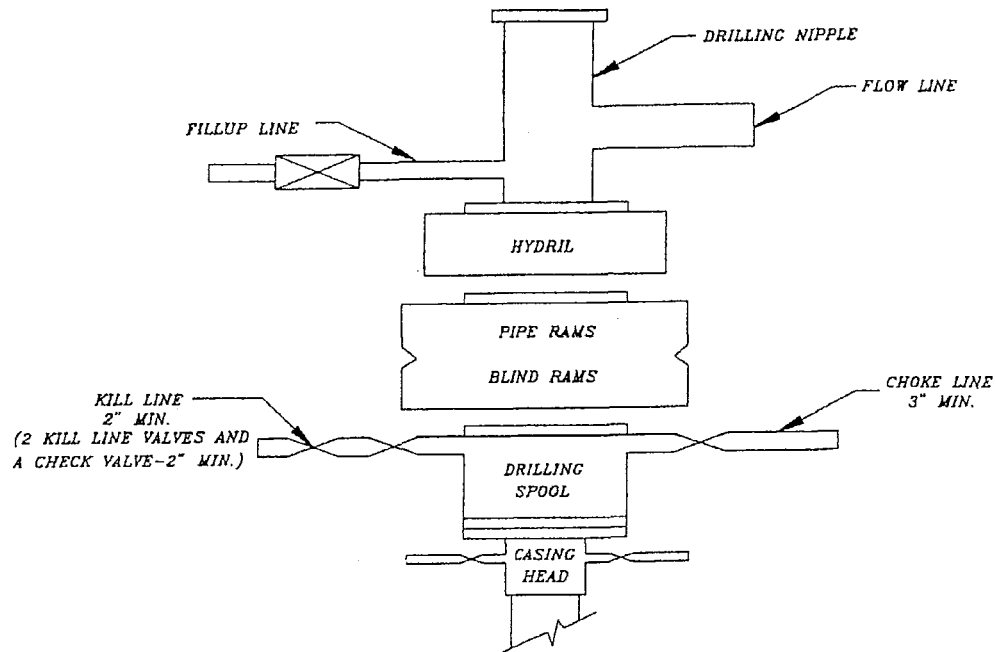 DRILLING NIPPLE
FLOW LINE
FILLUP LINE
HYDRIL
PIPE RAMS
BLIND RAMS
KILL LINE
2" MIN.
(2 KILL LINE VALVES AND
A CHECK VALVE-2" MIN.)
CHOKE LINE
3" MIN.
DRILLING
SPOOL
CASING
HEAD